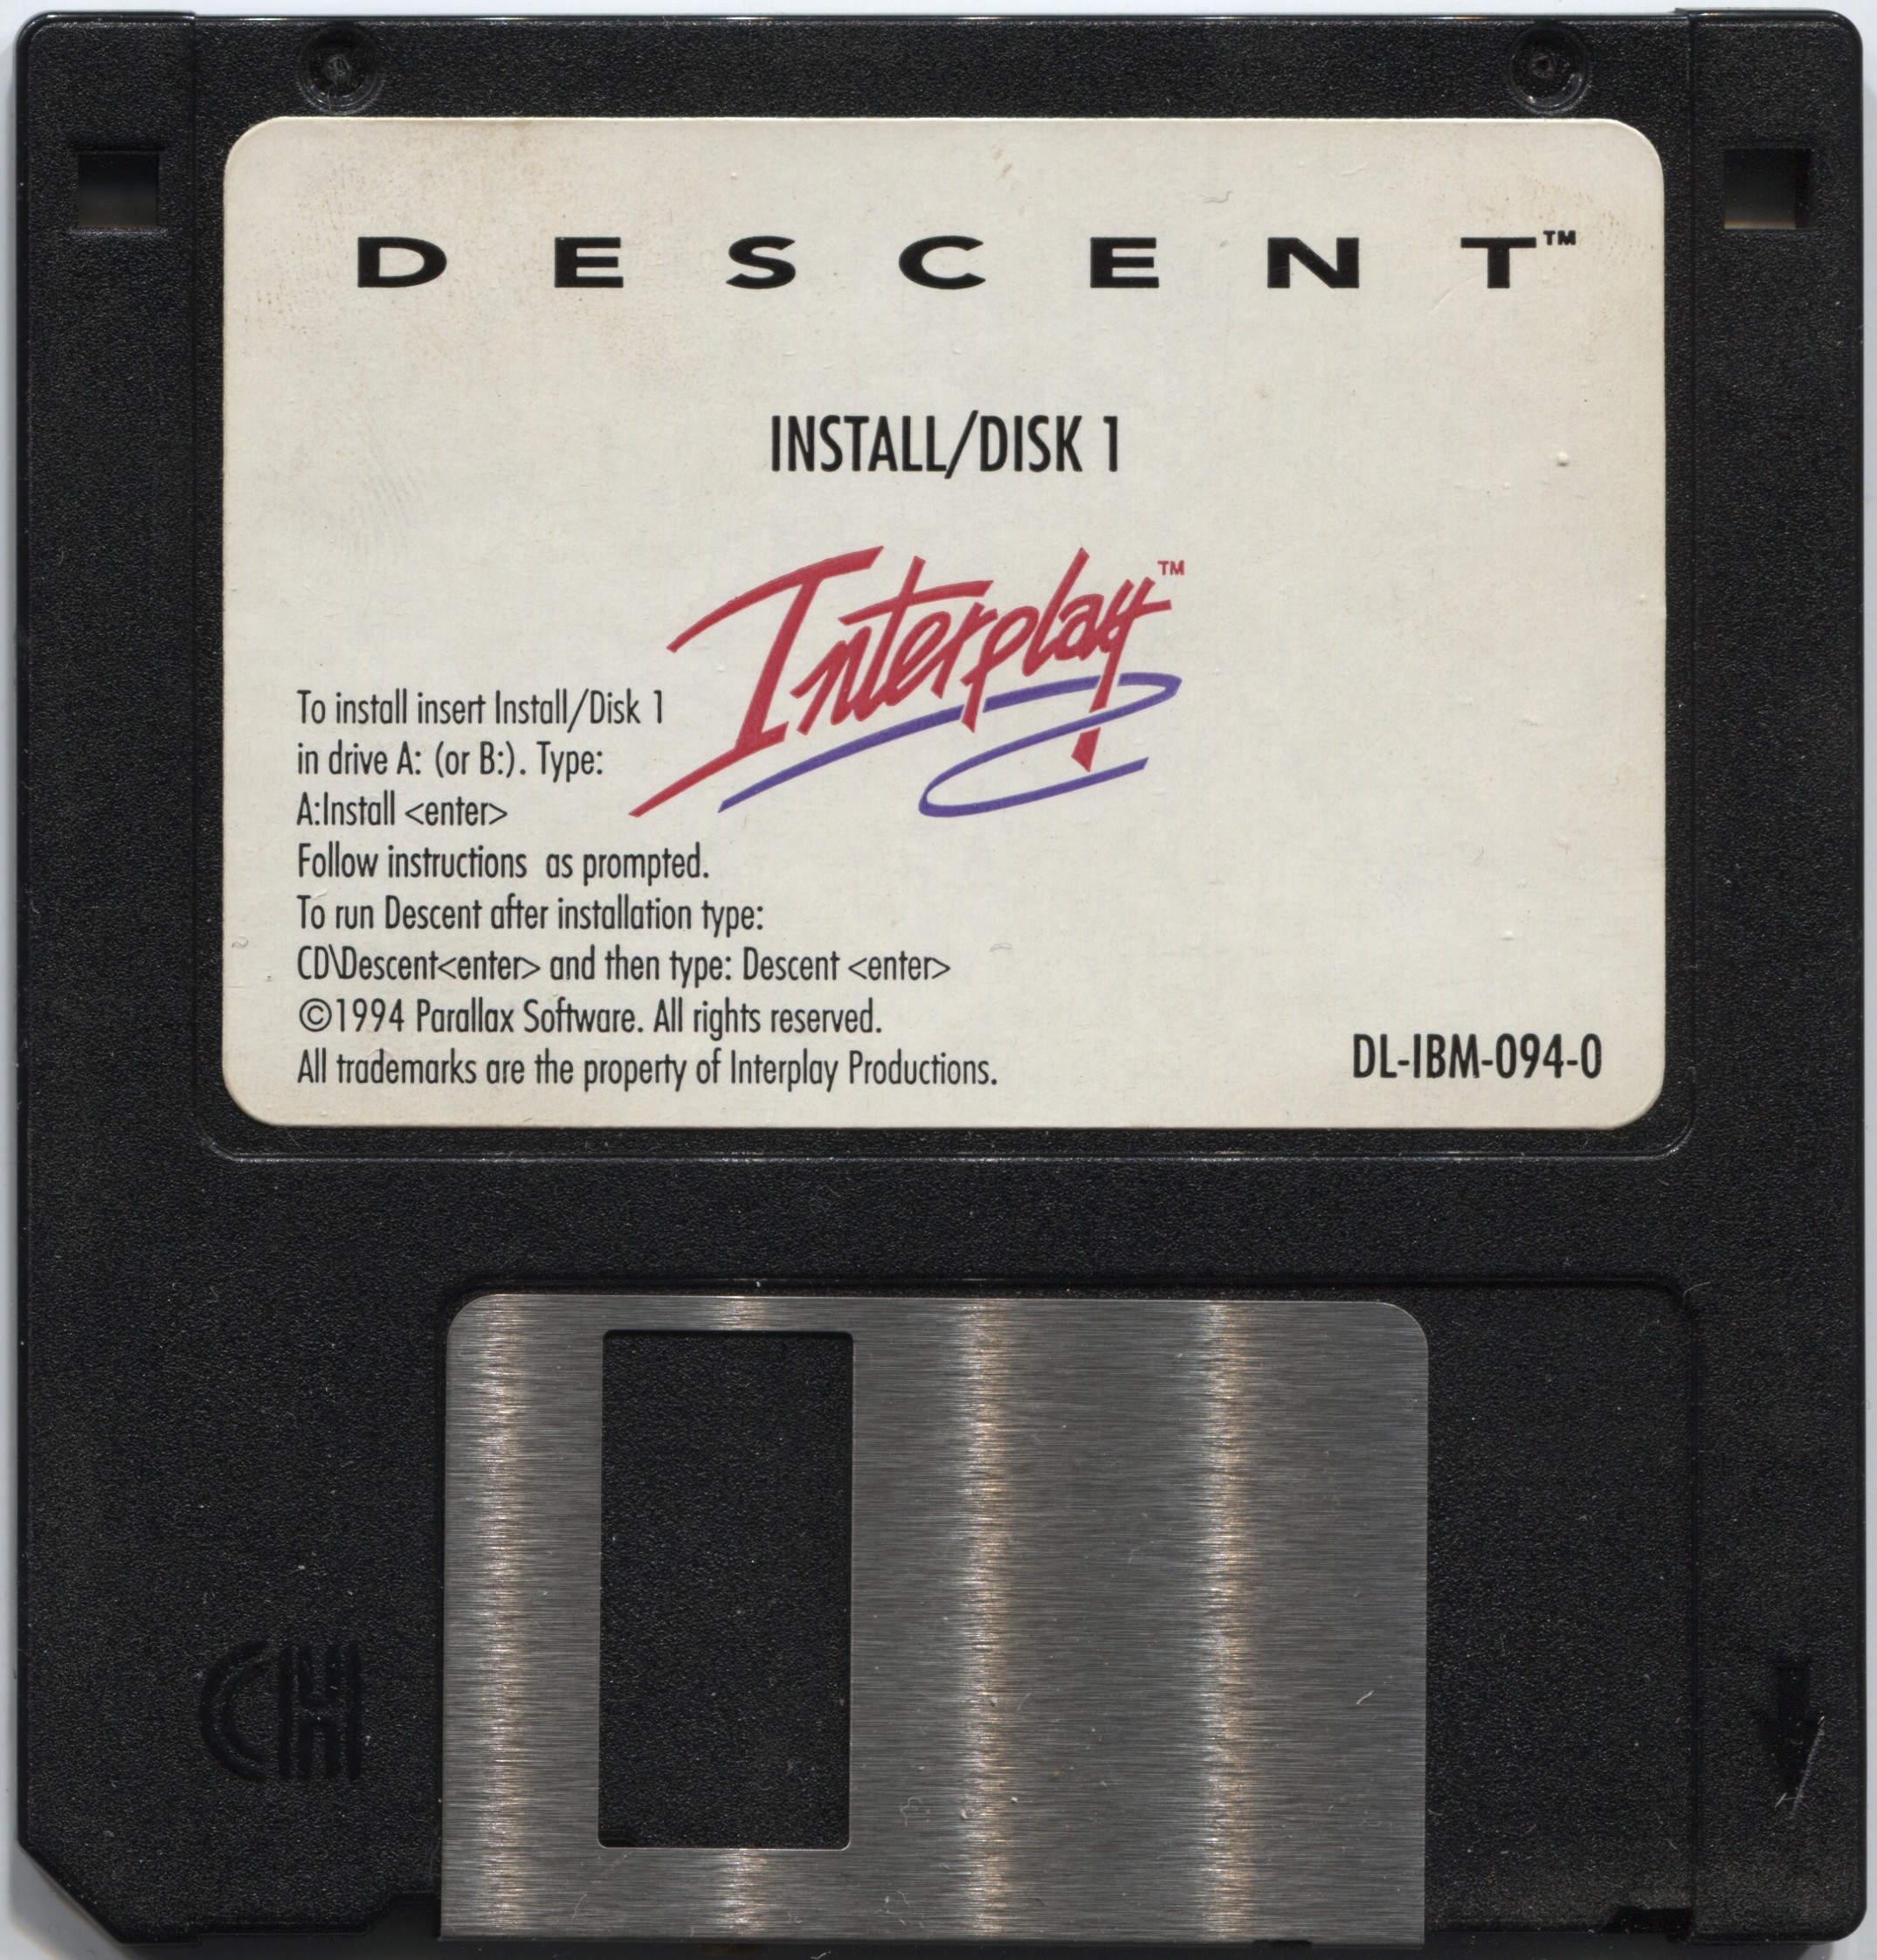 DESCENT™
INSTALL/DISK 1
Interplay™
To install insert Install/Disk 1
in drive A: (or B:). Type:
A:Install <enter>
Follow instructions  as prompted.
To run Descent after installation type:
CD\Descent<enter> and then type: Descent <enter>
©1994 Parallax Software. All rights reserved.
All trademarks are the property of Interplay Productions.
DL-IBM-094-0